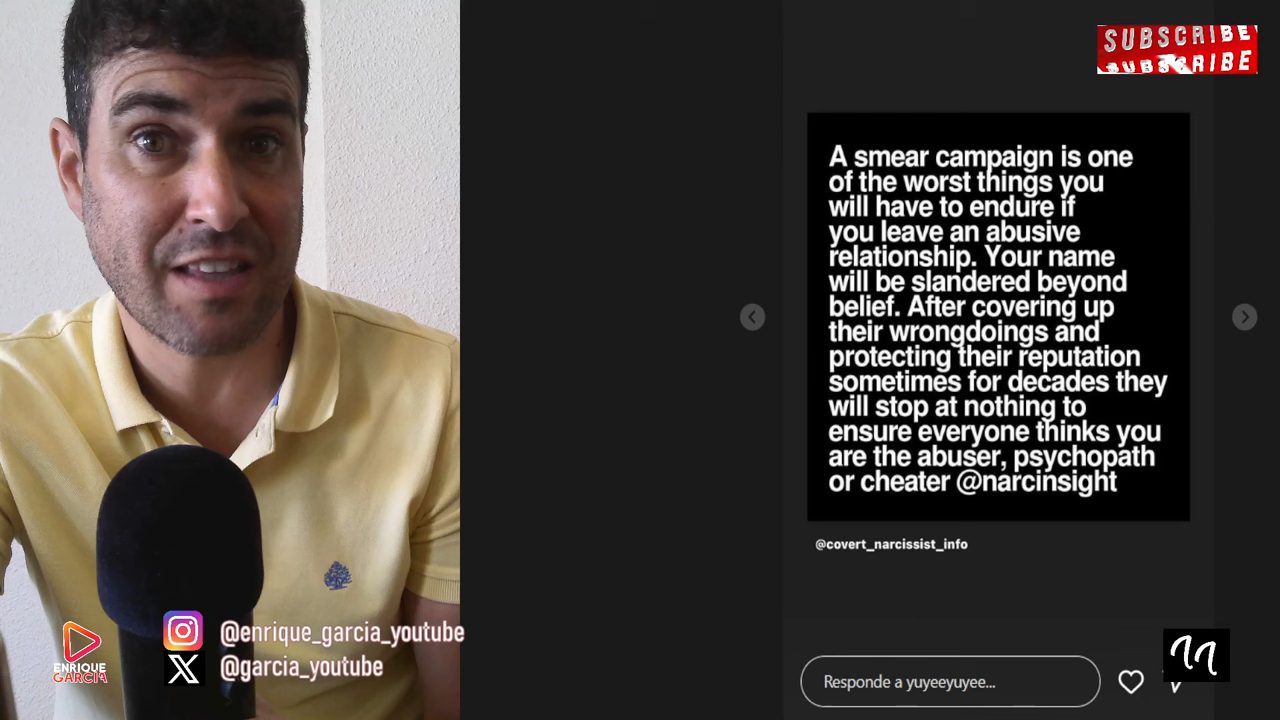 SUBSCRIBE
SUBSCRIBE
A smear campaign is one
of the worst things you
will have to endure if
you leave an abusive
relationship. Your name
will be slandered beyond
belief. After covering up
their wrongdoings and
protecting their reputation
sometimes for decades they
will stop at nothing to
ensure everyone thinks you
are the abuser, psychopath
or cheater @narcinsight
@covert_narcissist_info
Responde a yuyeeyuyee...
ENRIQUE
GARCIA
@enrique_garcia_youtube
@garcia_youtube